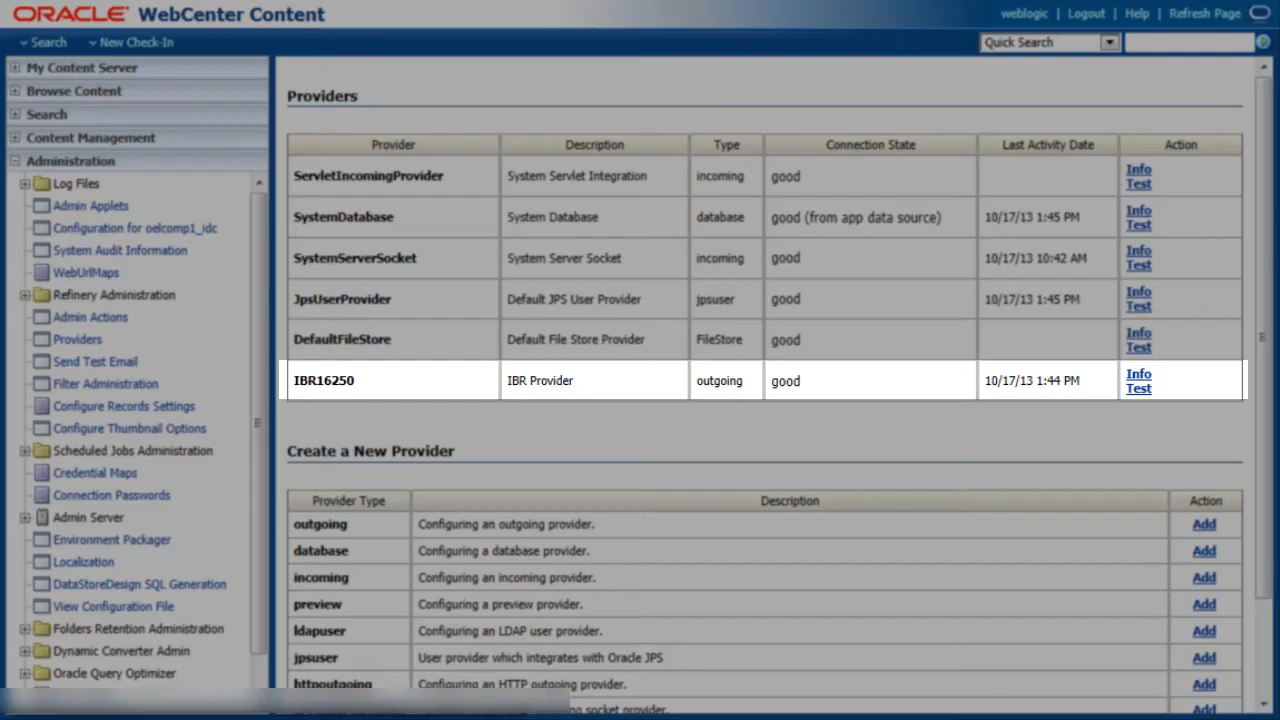 ORACLE WebCenter Content
weblogic | Logout | Help | Refresh Page
Search New Check-In
Quick Search
My Content Server
Browse Content
Search
Content Management
Administration
Log Files
Admin Applets
Configuration for oelcomp1_idc
System Audit Information
WebUrlMaps
Refinery Administration
Admin Actions
Providers
Send Test Email
Filter Administration
Configure Records Settings
Configure Thumbnail Options
Scheduled Jobs Administration
Credential Maps
Connection Passwords
Admin Server
Environment Packager
Localization
DataStoreDesign SQL Generation
View Configuration File
Folders Retention Administration
Dynamic Converter Admin
Oracle Query Optimizer
Providers
Provider Description Type Connection State Last Activity Date Action
ServletIncomingProvider System Servlet Integration incoming good Info
Test
SystemDatabase System Database database good (from app data source) 10/17/13 1:45 PM Info
Test
SystemServerSocket System Server Socket incoming good 10/17/13 10:42 AM Info
Test
JpsUserProvider Default JPS User Provider jpsuser good 10/17/13 1:45 PM Info
Test
DefaultFileStore Default File Store Provider FileStore good Info
Test
IBR16250 IBR Provider outgoing good 10/17/13 1:44 PM Info
Test
Create a New Provider
Provider Type Description Action
outgoing Configuring an outgoing provider. Add
database Configuring a database provider. Add
incoming Configuring an incoming provider. Add
preview Configuring a preview provider. Add
ldapuser Configuring an LDAP user provider. Add
jpsuser User provider which integrates with Oracle JPS Add
httpoutgoing Configuring an HTTP outgoing provider. Add
socket provider. Add